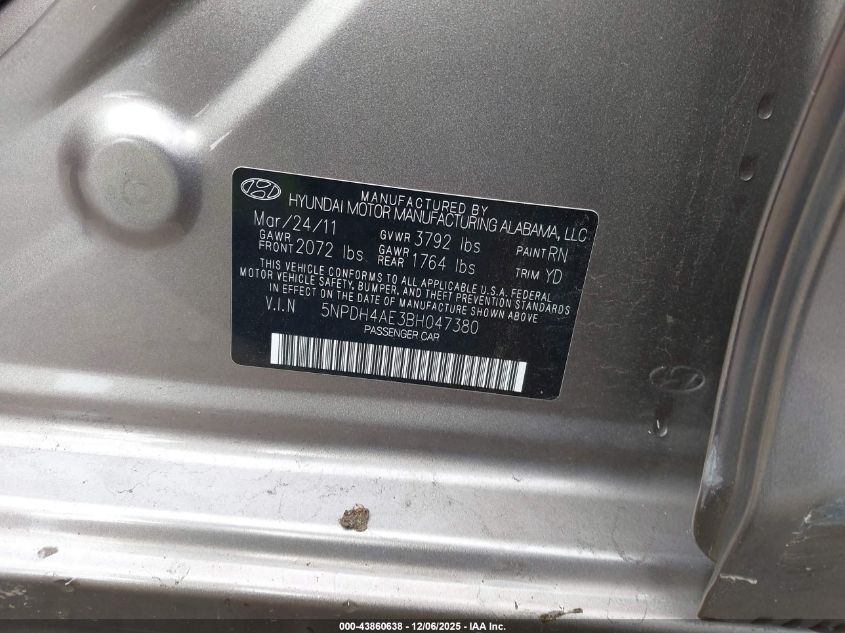 MANUFACTURED BY
HYUNDAI MOTOR MANUFACTURING ALABAMA, LLC
Mar/24/11 GVWR 3792 lbs PAINT RN
GAWR FRONT 2072 lbs GAWR REAR 1764 lbs TRIM YD
THIS VEHICLE CONFORMS TO ALL APPLICABLE U.S.A. FEDERAL
MOTOR VEHICLE SAFETY, BUMPER, AND THEFT PREVENTION STANDARDS
IN EFFECT ON THE DATE OF MANUFACTURE SHOWN ABOVE.
V.I.N 5NPDH4AE3BH047380
PASSENGER CAR
000-43860638 - 12/06/2025 - IAA Inc.